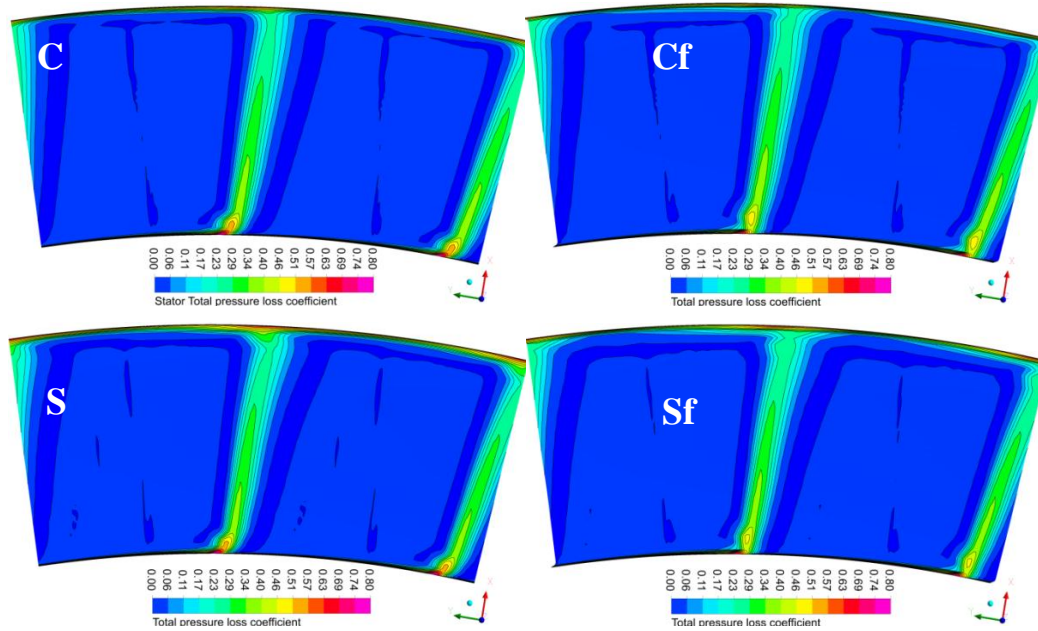 C
Cf
0.00 0.06 0.11 0.17 0.23 0.29 0.34 0.40 0.46 0.51 0.57 0.63 0.69 0.74 0.80
Stator Total pressure loss coefficient
X
Y
0.00 0.06 0.11 0.17 0.23 0.29 0.34 0.40 0.46 0.51 0.57 0.63 0.69 0.74 0.80
Total pressure loss coefficient
X
Y
S
Sf
0.00 0.06 0.11 0.17 0.23 0.29 0.34 0.40 0.46 0.51 0.57 0.63 0.69 0.74 0.80
Total pressure loss coefficient
X
Y
0.00 0.06 0.11 0.17 0.23 0.29 0.34 0.40 0.46 0.51 0.57 0.63 0.69 0.74 0.80
Total pressure loss coefficient
X
Y